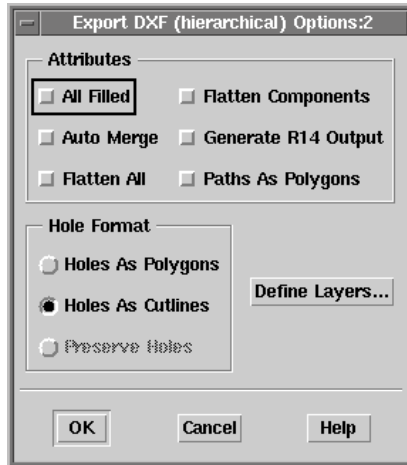 Export DXF (hierarchical) Options:2
Attributes
All Filled
Flatten Components
Auto Merge
Generate R14 Output
Flatten All
Paths As Polygons
Hole Format
Holes As Polygons
Holes As Cutlines
Preserve Holes
Define Layers...
OK
Cancel
Help